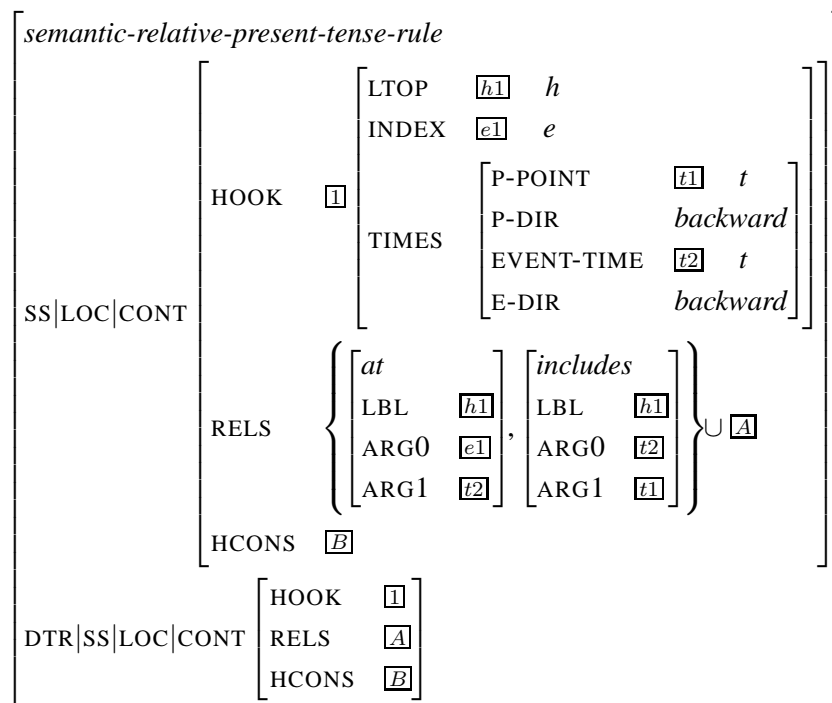 semantic-relative-present-tense-rule
LTOP h1 h
INDEX e1 e
P-POINT t1 t
P-DIR backward
HOOK 1
TIMES
EVENT-TIME t2 t
E-DIR backward
SS|LOC|CONT
at includes
LBL h1 LBL h1
RELS , ∪ A
ARG0 e1 ARG0 t2
ARG1 t2 ARG1 t1
HCONS B
HOOK 1
DTR|SS|LOC|CONT RELS A
HCONS B